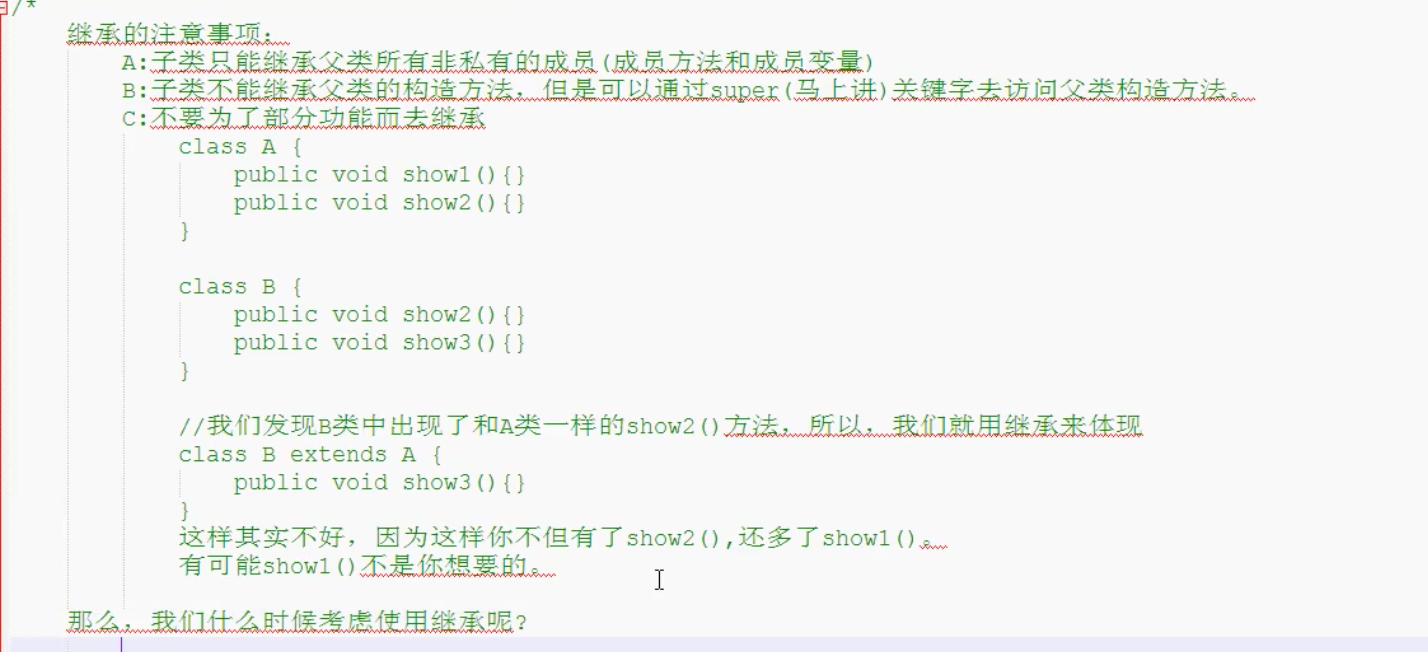 /*
继承的注意事项：
A:子类只能继承父类所有非私有的成员(成员方法和成员变量)
B:子类不能继承父类的构造方法，但是可以通过super(马上讲)关键字去访问父类构造方法。
C:不要为了部分功能而去继承
class A {
public void show1(){}
public void show2(){}
}
class B {
public void show2(){}
public void show3(){}
}
//我们发现B类中出现了和A类一样的show2()方法，所以，我们就用继承来体现
class B extends A {
public void show3(){}
}
这样其实不好，因为这样你不但有了show2(),还多了show1()。
有可能show1()不是你想要的。
那么，我们什么时候考虑使用继承呢?